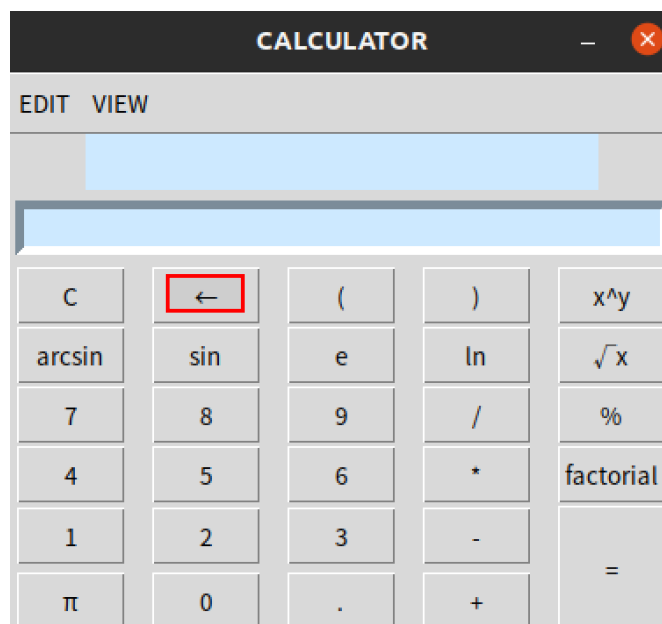 CALCULATOR
EDIT VIEW
C ← ( ) x^y
arcsin sin e ln √x
7 8 9 / %
4 5 6 * factorial
1 2 3 -
=
π 0 . +